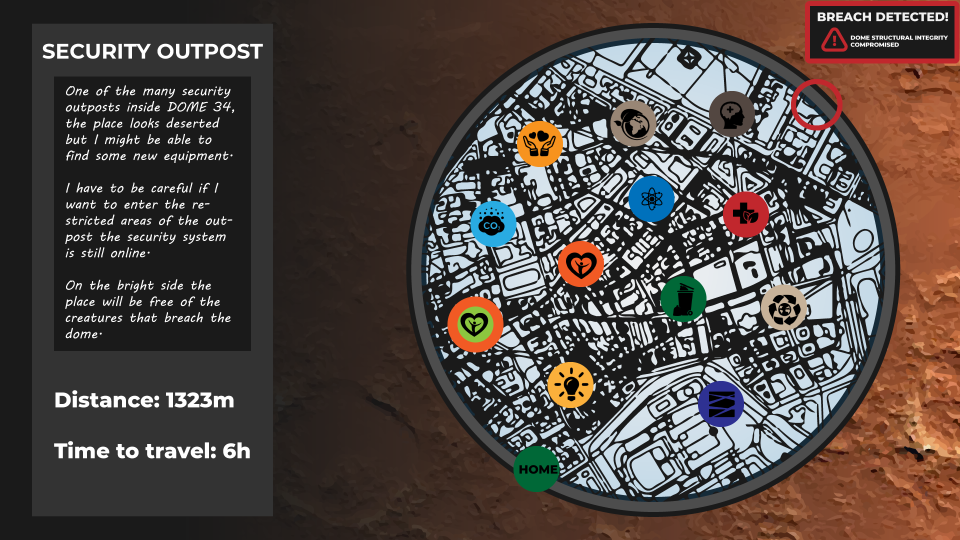 SECURITY OUTPOST
One of the many security
outposts inside DOME 34,
the place looks deserted
but I might be able to
find some new equipment.
I have to be careful if I
want to enter the re-
stricted areas of the out-
post the security system
is still online.
On the bright side the
place will be free of the
creatures that breach the
dome.
Distance: 1323m
Time to travel: 6h
BREACH DETECTED!
DOME STRUCTURAL INTEGRITY
COMPROMISED
CO₂
HOME